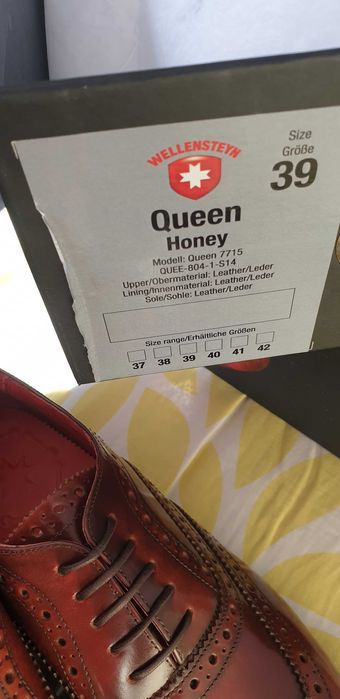 WELLENSTEYN
Size
Größe
39
Queen
Honey
Modell: Queen 7715
QUEE-804-1-S14
Upper/Obermaterial: Leather/Leder
Lining/Innenmaterial: Leather/Leder
Sole/Sohle: Leather/Leder
Size range/Erhältliche Größen
37 38 39 40 41 42